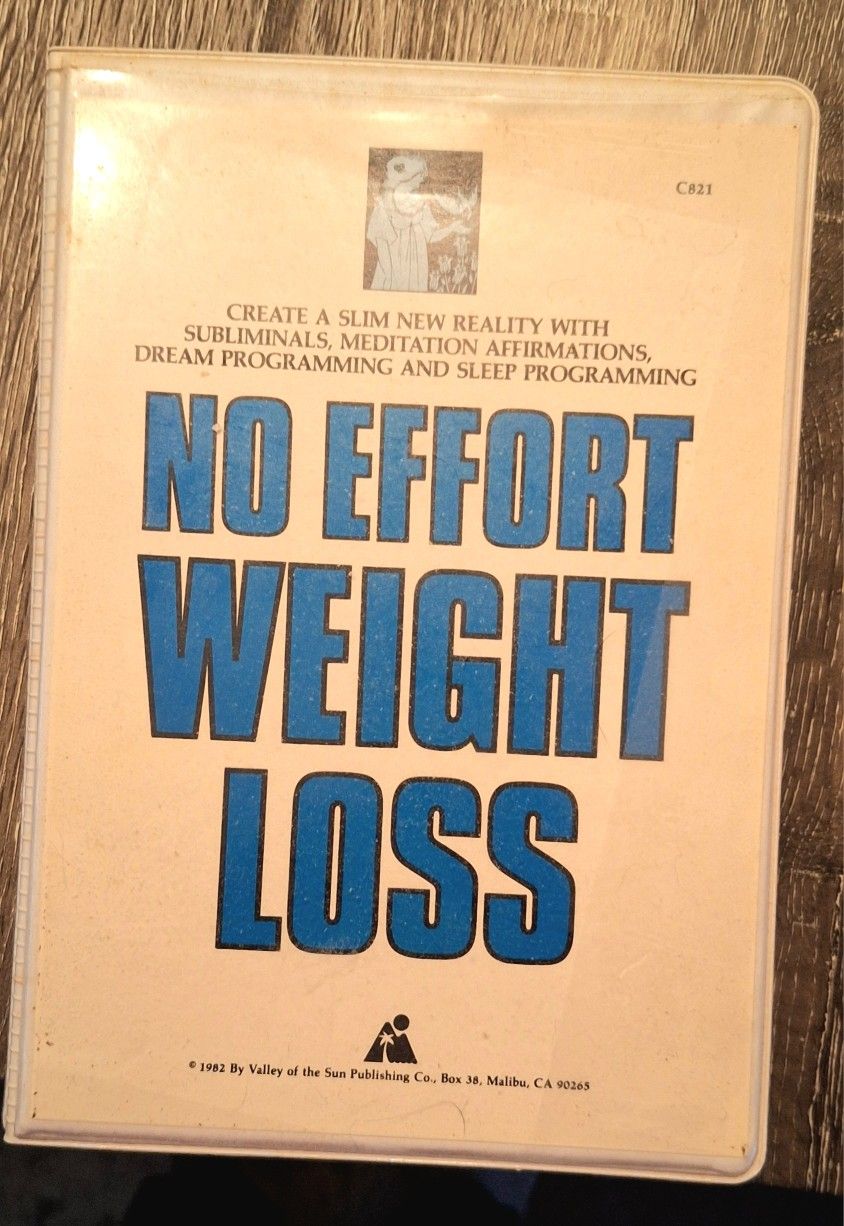 C821
CREATE A SLIM NEW REALITY WITH
SUBLIMINALS, MEDITATION AFFIRMATIONS,
DREAM PROGRAMMING AND SLEEP PROGRAMMING
NO EFFORT
WEIGHT
LOSS
© 1982 By Valley of the Sun Publishing Co., Box 38, Malibu, CA 90265